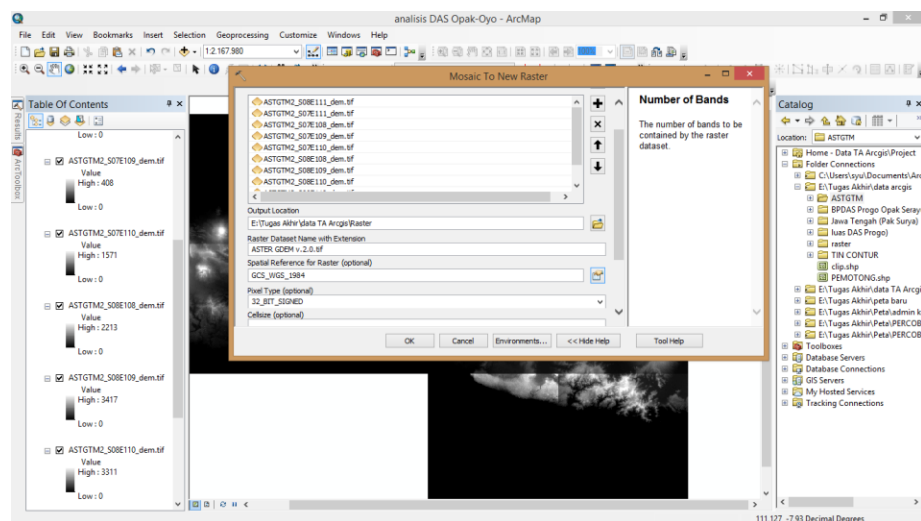 analisis DAS Opak-Oyo - ArcMap
File Edit View Bookmarks Insert Selection Geoprocessing Customize Windows Help
1:2.167.980
Mosaic To New Raster
Table Of Contents
Results
ArcToolbox
Low : 0
ASTGTM2_S07E109_dem.tif
Value
High : 408
Low : 0
ASTGTM2_S07E110_dem.tif
Value
High : 1571
Low : 0
ASTGTM2_S08E108_dem.tif
Value
High : 2213
Low : 0
ASTGTM2_S08E109_dem.tif
Value
High : 3417
Low : 0
ASTGTM2_S08E110_dem.tif
Value
High : 3311
Low : 0
ASTGTM2_S08E111_dem.tif
ASTGTM2_S07E111_dem.tif
ASTGTM2_S07E108_dem.tif
ASTGTM2_S07E109_dem.tif
ASTGTM2_S07E110_dem.tif
ASTGTM2_S08E108_dem.tif
ASTGTM2_S08E109_dem.tif
ASTGTM2_S08E110_dem.tif
Output Location
E:\Tugas Akhir\data TA Arcgis\Raster
Raster Dataset Name with Extension
ASTER GDEM v.2.0.tif
Spatial Reference for Raster (optional)
GCS_WGS_1984
Pixel Type (optional)
32_BIT_SIGNED
Cellsize (optional)
OK
Cancel
Environments...
<< Hide Help
Tool Help
Number of Bands
The number of bands to be
contained by the raster
dataset.
Catalog
Location: ASTGTM
Home - Data TA Arcgis\Project
Folder Connections
C:\Users\syu\Documents\Arc
E:\Tugas Akhir\data arcgis
ASTGTM
BPDAS Progo Opak Seray
Jawa Tengah (Pak Surya)
luas DAS Progo)
raster
TIN CONTUR
clip.shp
PEMOTONG.shp
E:\Tugas Akhir\data TA Arcgi
E:\Tugas Akhir\peta baru
E:\Tugas Akhir\Peta\admin k
E:\Tugas Akhir\Peta\PERCOB
E:\Tugas Akhir\Peta\PERCOB
Toolboxes
Database Servers
Database Connections
GIS Servers
My Hosted Services
Tracking Connections
111,127 -7,93 Decimal Degrees